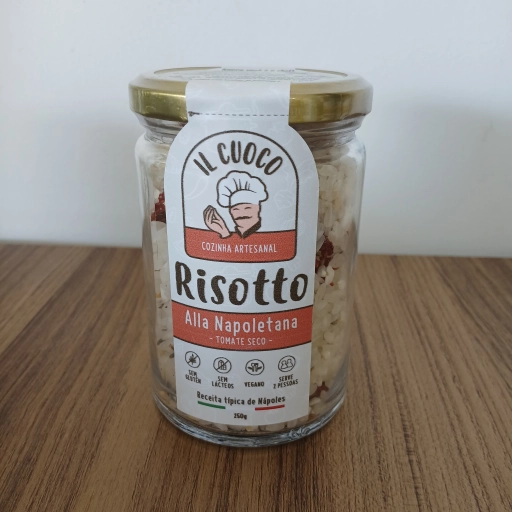 IL CUOCO
COZINHA ARTESANAL
Risotto
Alla Napoletana
- TOMATE SECO -
SEM GLUTÉN
SEM LÁCTEOS
VEGANO
SERVE 2 PESSOAS
Receita típica de Nápoles
250g